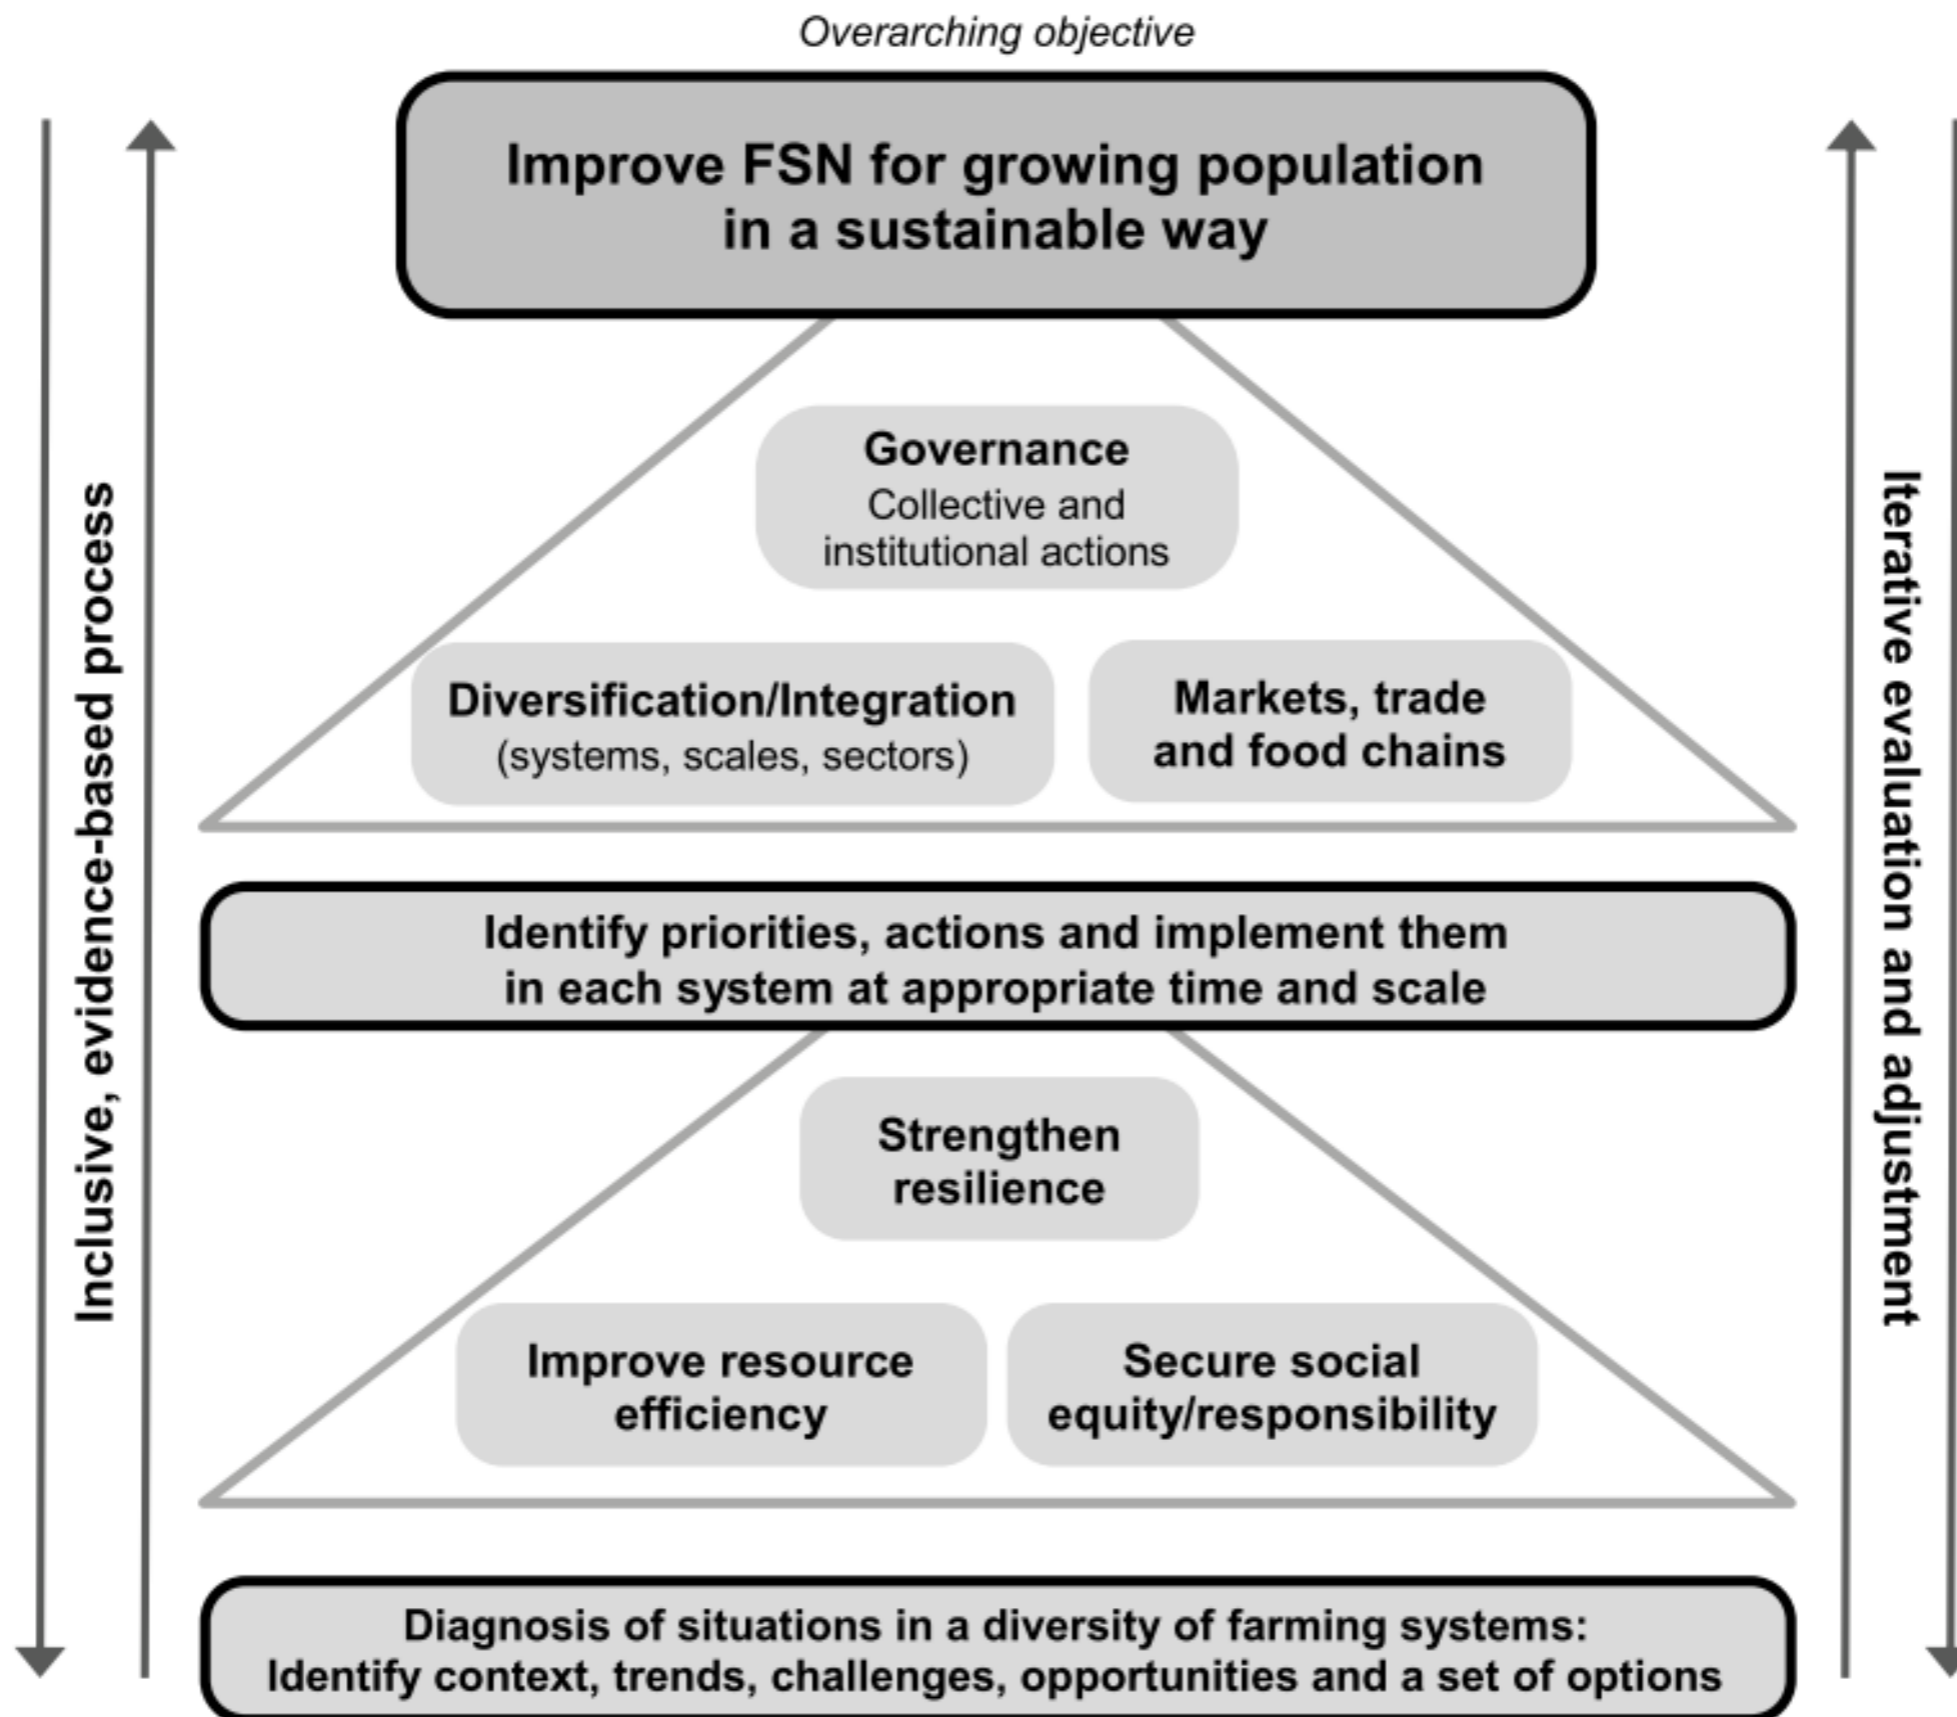 Overarching objective
Improve FSN for growing population
in a sustainable way
Governance
Collective and
institutional actions
Diversification/Integration
(systems, scales, sectors)
Markets, trade
and food chains
Identify priorities, actions and implement them
in each system at appropriate time and scale
Strengthen
resilience
Improve resource
efficiency
Secure social
equity/responsibility
Diagnosis of situations in a diversity of farming systems:
Identify context, trends, challenges, opportunities and a set of options
Inclusive, evidence-based process
Iterative evaluation and adjustment